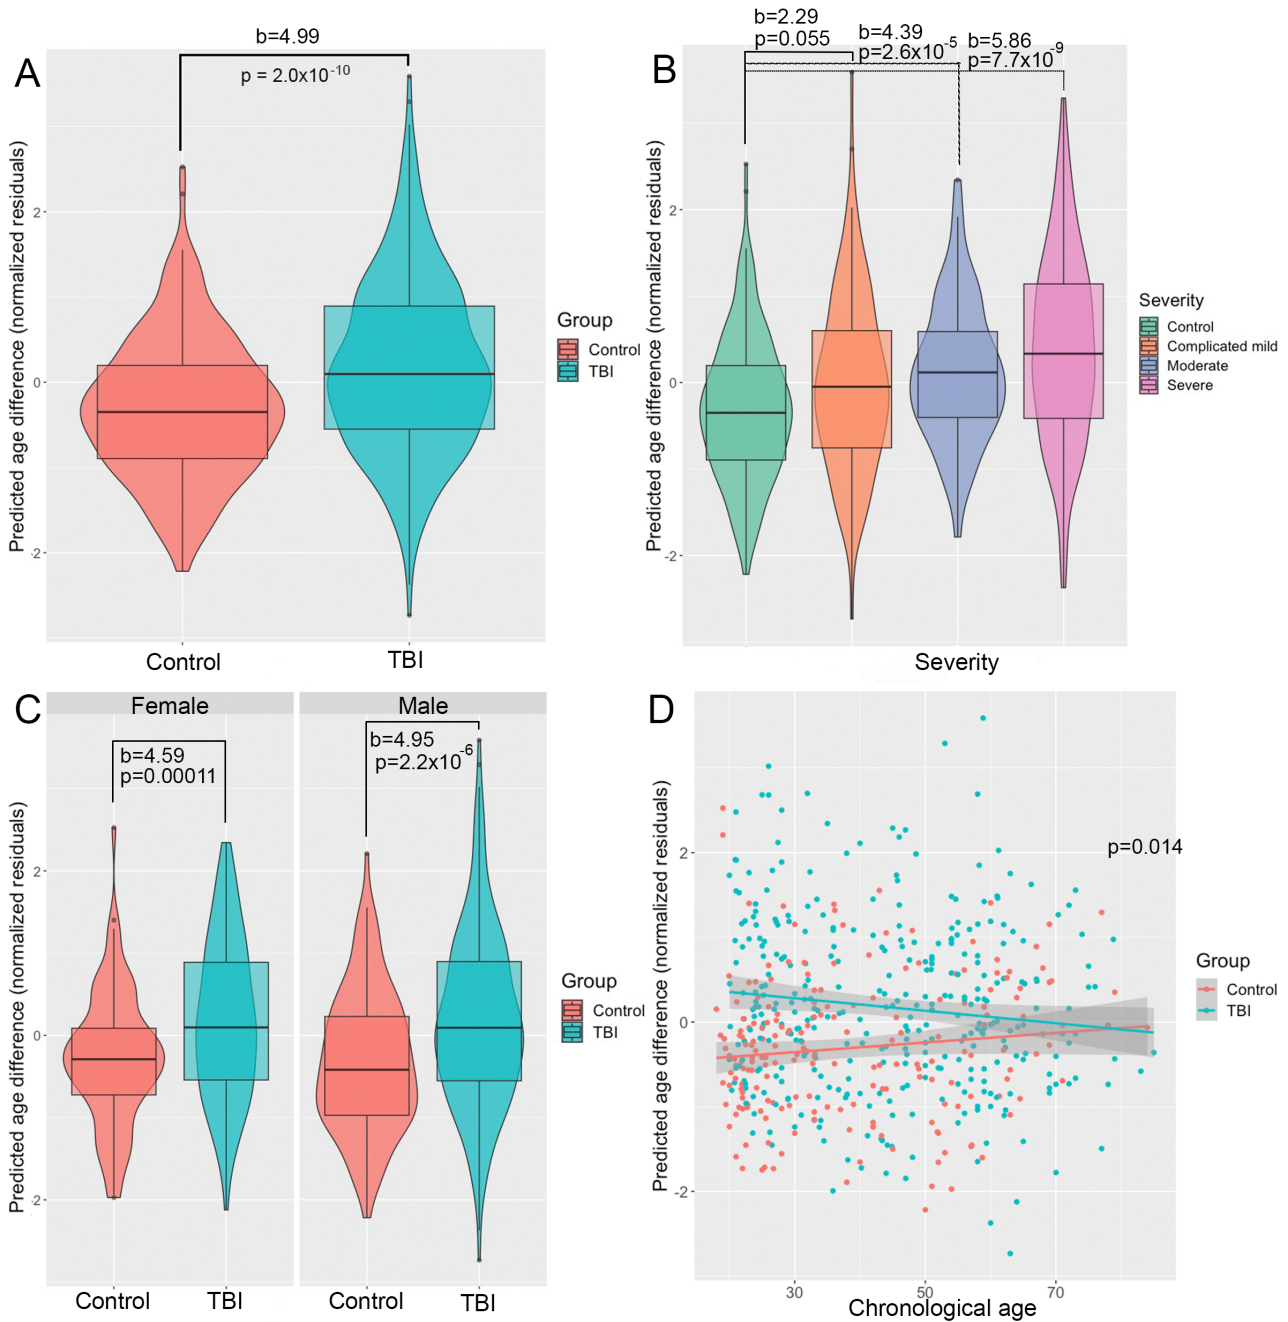 A
b=4.99
p = 2.0x10-10
Predicted age difference (normalized residuals)
2
0
-2
Control
TBI
Group
Control
TBI
B
b=2.29
p=0.055
b=4.39
p=2.6x10-5
b=5.86
p=7.7x10-9
Predicted age difference (normalized residuals)
2
0
-2
Severity
Severity
Control
Complicated mild
Moderate
Severe
C
Female
Male
b=4.59
p=0.00011
b=4.95
p=2.2x10-6
Predicted age difference (normalized residuals)
2
0
-2
Control
TBI
Control
TBI
Group
Control
TBI
D
p=0.014
Predicted age difference (normalized residuals)
2
0
-2
30
50
70
Chronological age
Group
Control
TBI